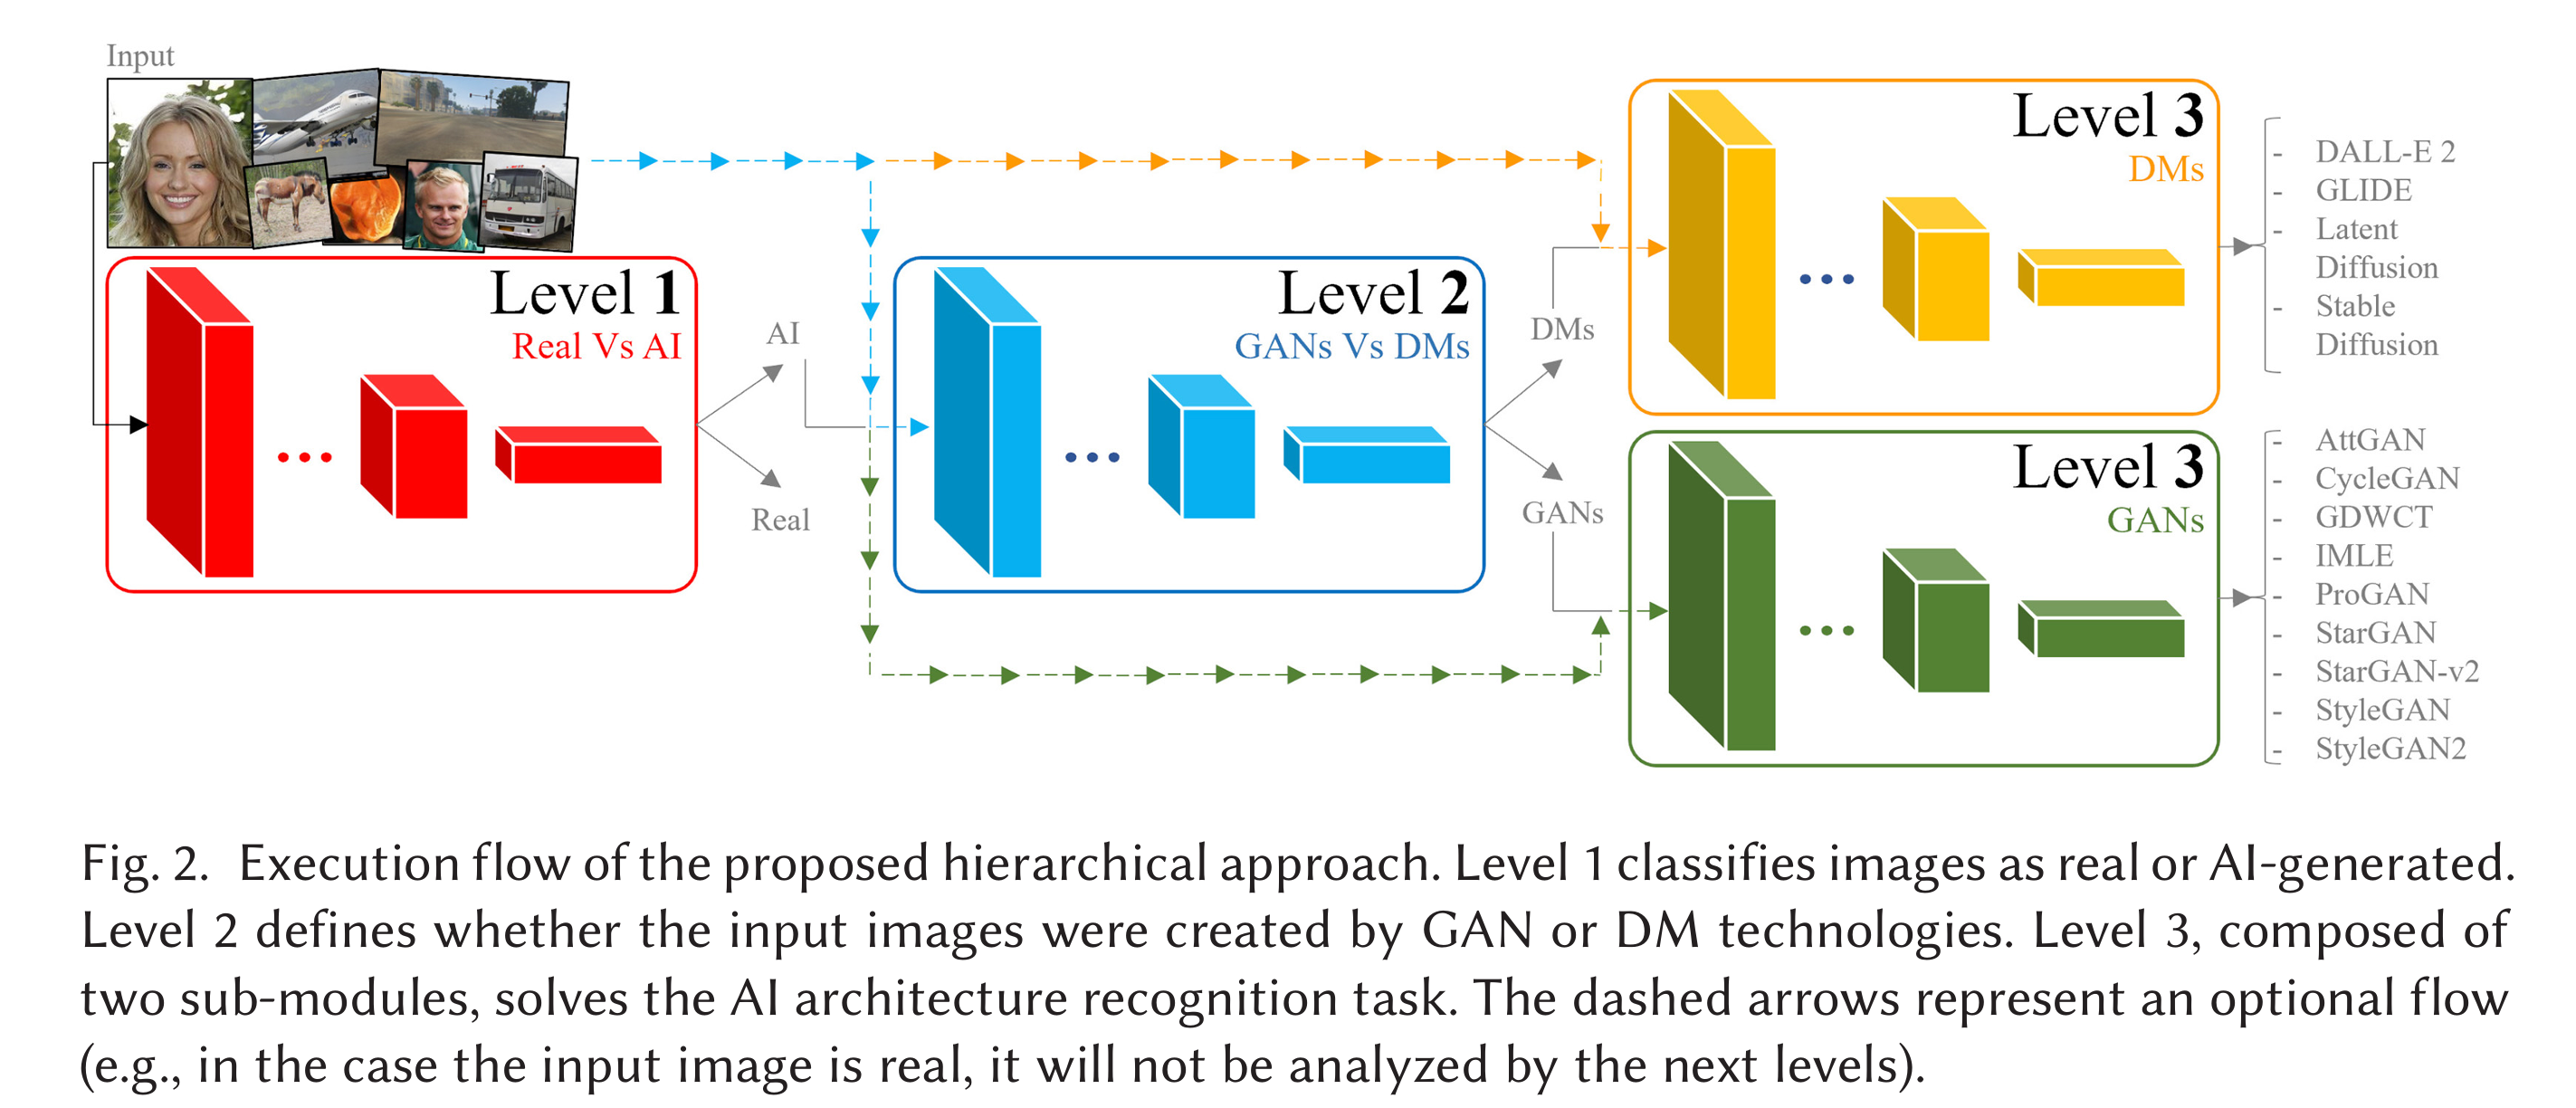 Input
Level 1
Real Vs AI
AI
Real
Level 2
GANs Vs DMs
DMs
GANs
Level 3
DMs
- DALL-E 2
- GLIDE
- Latent
Diffusion
- Stable
Diffusion
Level 3
GANs
- AttGAN
- CycleGAN
- GDWCT
- IMLE
- ProGAN
- StarGAN
- StarGAN-v2
- StyleGAN
- StyleGAN2
Fig. 2. Execution flow of the proposed hierarchical approach. Level 1 classifies images as real or AI-generated.
Level 2 defines whether the input images were created by GAN or DM technologies. Level 3, composed of
two sub-modules, solves the AI architecture recognition task. The dashed arrows represent an optional flow
(e.g., in the case the input image is real, it will not be analyzed by the next levels).